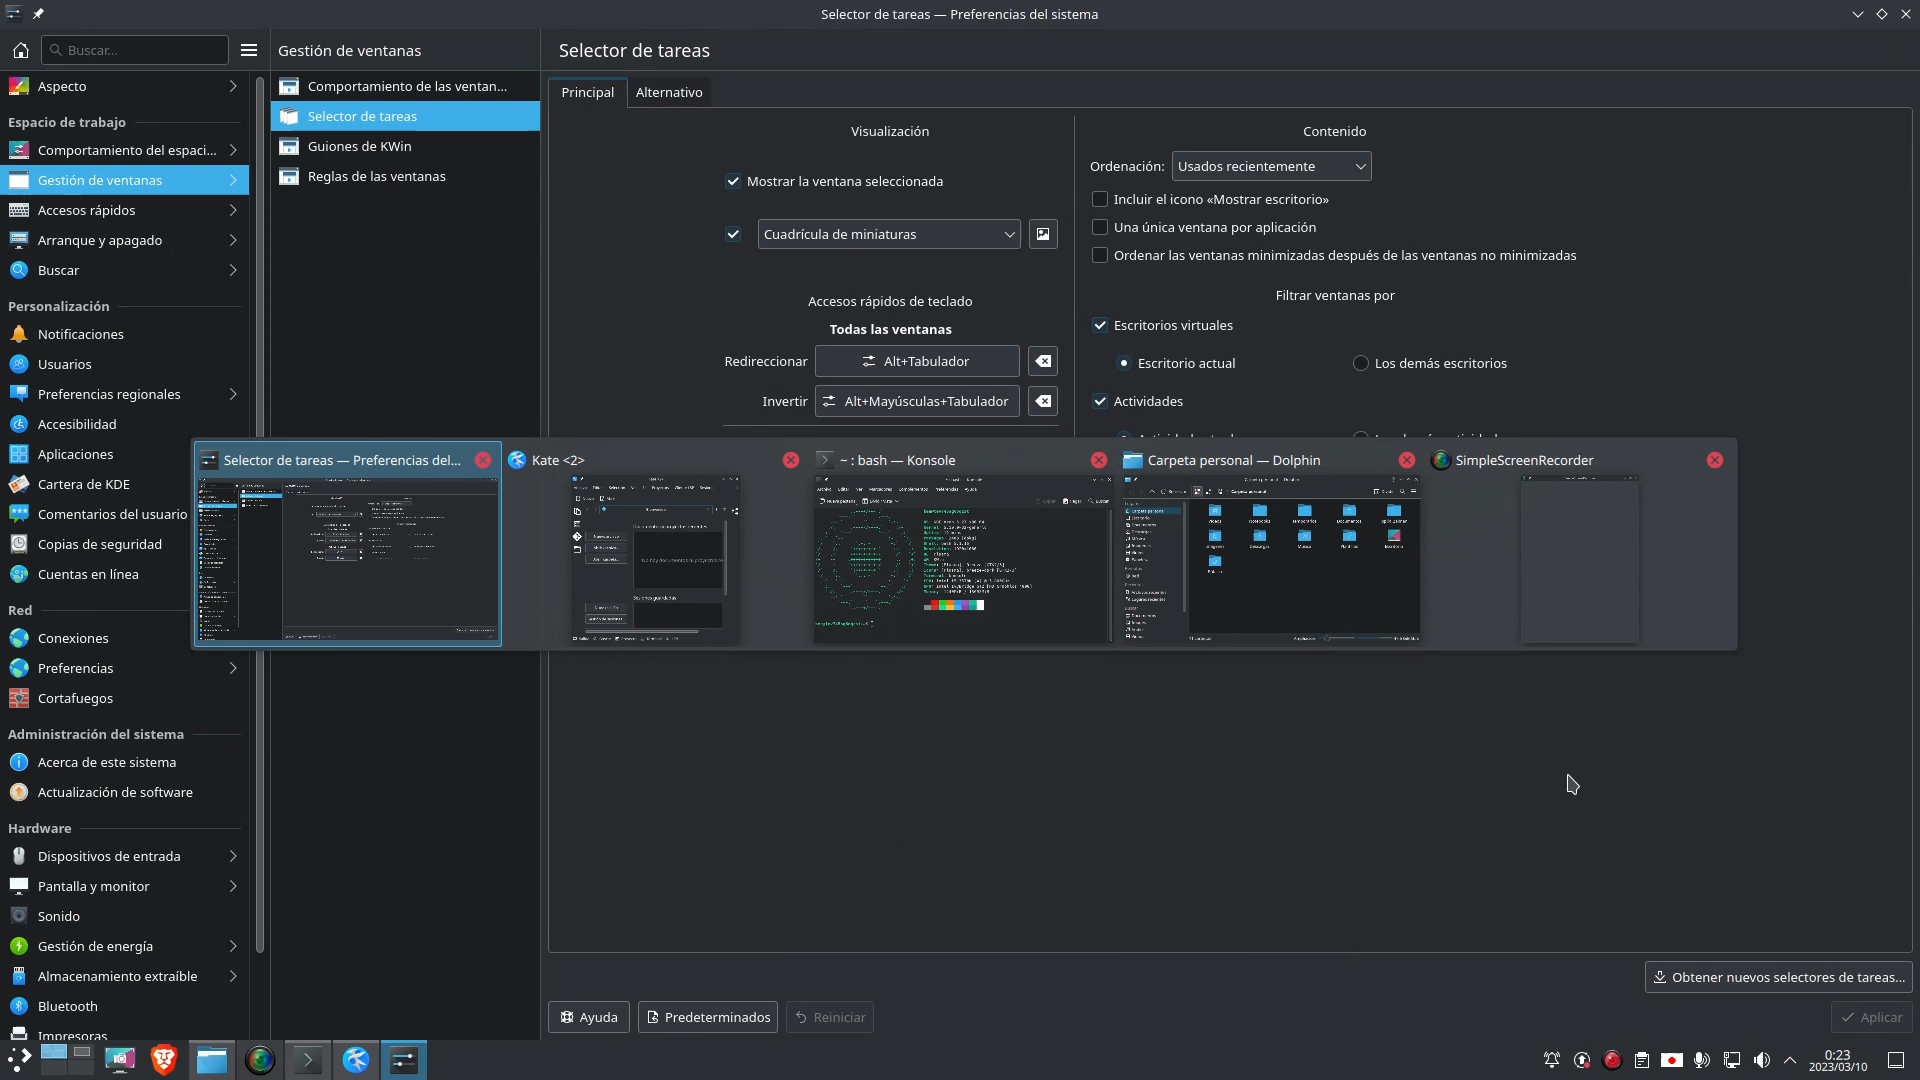 Selector de tareas — Preferencias del sistema
Buscar...
Gestión de ventanas
Selector de tareas
Aspecto
Espacio de trabajo
Comportamiento del espaci...
Gestión de ventanas
Accesos rápidos
Arranque y apagado
Buscar
Personalización
Notificaciones
Usuarios
Preferencias regionales
Accesibilidad
Aplicaciones
Cartera de KDE
Comentarios del usuario
Copias de seguridad
Cuentas en línea
Red
Conexiones
Preferencias
Cortafuegos
Administración del sistema
Acerca de este sistema
Actualización de software
Hardware
Dispositivos de entrada
Pantalla y monitor
Sonido
Gestión de energía
Almacenamiento extraíble
Bluetooth
Impresoras
Comportamiento de las ventan...
Selector de tareas
Guiones de KWin
Reglas de las ventanas
Principal
Alternativo
Visualización
Mostrar la ventana seleccionada
Cuadrícula de miniaturas
Accesos rápidos de teclado
Todas las ventanas
Redireccionar
Alt+Tabulador
Invertir
Alt+Mayúsculas+Tabulador
Contenido
Ordenación:
Usados recientemente
Incluir el icono «Mostrar escritorio»
Una única ventana por aplicación
Ordenar las ventanas minimizadas después de las ventanas no minimizadas
Filtrar ventanas por
Escritorios virtuales
Escritorio actual
Los demás escritorios
Actividades
Selector de tareas — Preferencias del...
Kate <2>
~ : bash — Konsole
Carpeta personal — Dolphin
SimpleScreenRecorder
Obtener nuevos selectores de tareas...
Ayuda
Predeterminados
Reiniciar
Aplicar
0:23
2023/03/10